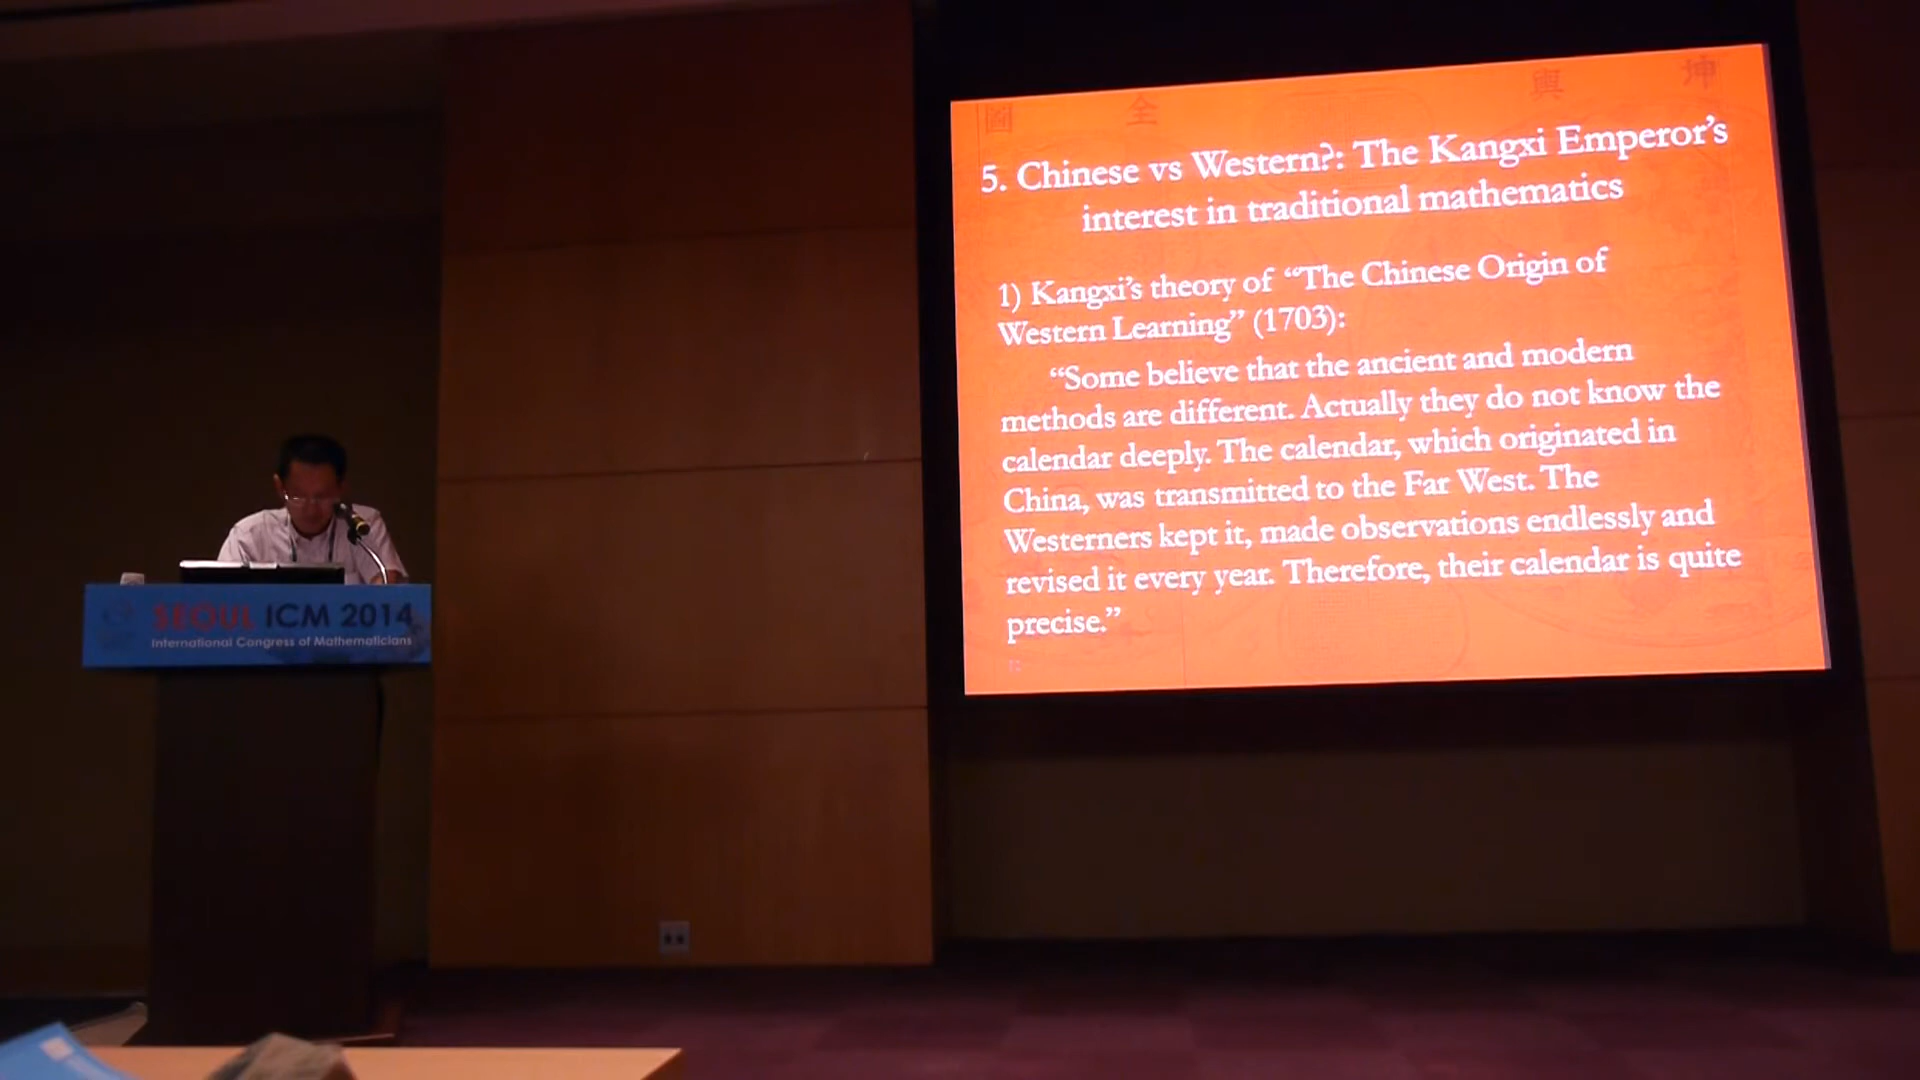 圖 全 輿 坤
5. Chinese vs Western?: The Kangxi Emperor’s
interest in traditional mathematics
1) Kangxi’s theory of “The Chinese Origin of
Western Learning” (1703):
“Some believe that the ancient and modern
methods are different. Actually they do not know the
calendar deeply. The calendar, which originated in
China, was transmitted to the Far West. The
Westerners kept it, made observations endlessly and
revised it every year. Therefore, their calendar is quite
precise.”
SEOUL ICM 2014
International Congress of Mathematicians